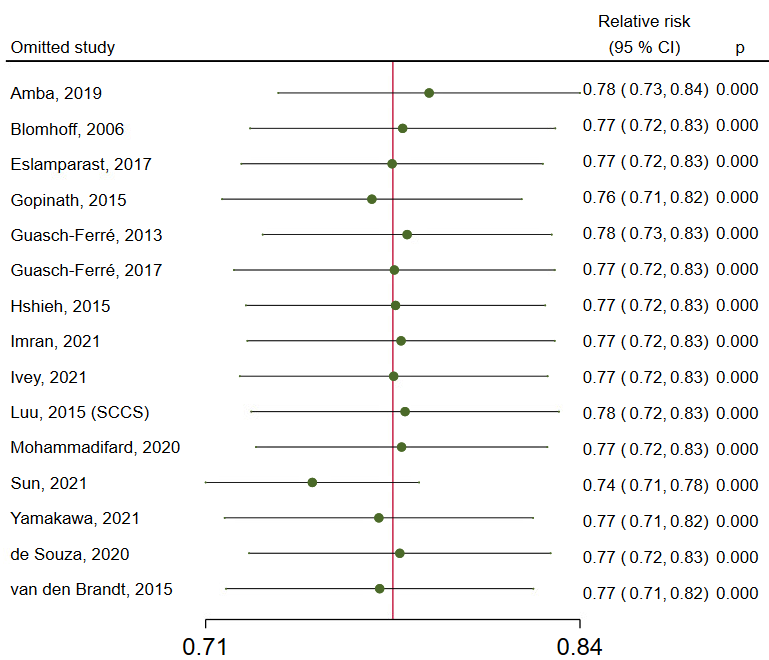 Relative risk
Omitted study (95 % CI) p
Amba, 2019 0.78 (0.73, 0.84) 0.000
Blomhoff, 2006 0.77 (0.72, 0.83) 0.000
Eslamparast, 2017 0.77 (0.72, 0.83) 0.000
Gopinath, 2015 0.76 (0.71, 0.82) 0.000
Guasch-Ferré, 2013 0.78 (0.73, 0.83) 0.000
Guasch-Ferré, 2017 0.77 (0.72, 0.83) 0.000
Hshieh, 2015 0.77 (0.72, 0.83) 0.000
Imran, 2021 0.77 (0.72, 0.83) 0.000
Ivey, 2021 0.77 (0.72, 0.83) 0.000
Luu, 2015 (SCCS) 0.78 (0.72, 0.83) 0.000
Mohammadifard, 2020 0.77 (0.72, 0.83) 0.000
Sun, 2021 0.74 (0.71, 0.78) 0.000
Yamakawa, 2021 0.77 (0.71, 0.82) 0.000
de Souza, 2020 0.77 (0.72, 0.83) 0.000
van den Brandt, 2015 0.77 (0.71, 0.82) 0.000
0.71 0.84